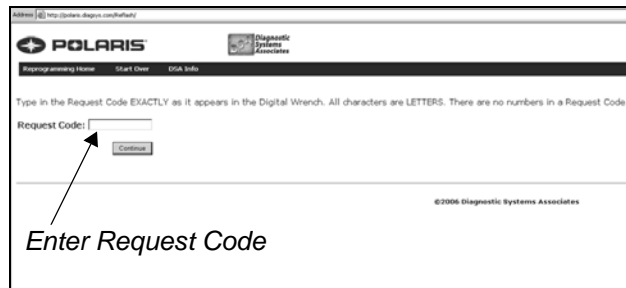 Address http://polaris.diagsys.com/Reflash/
POLARIS
Diagnostic
Systems
Associates
Reprogramming Home Start Over DSA Info
Type in the Request Code EXACTLY as it appears in the Digital Wrench. All characters are LETTERS. There are no numbers in a Request Code
Request Code:
Continue
©2006 Diagnostic Systems Associates
Enter Request Code